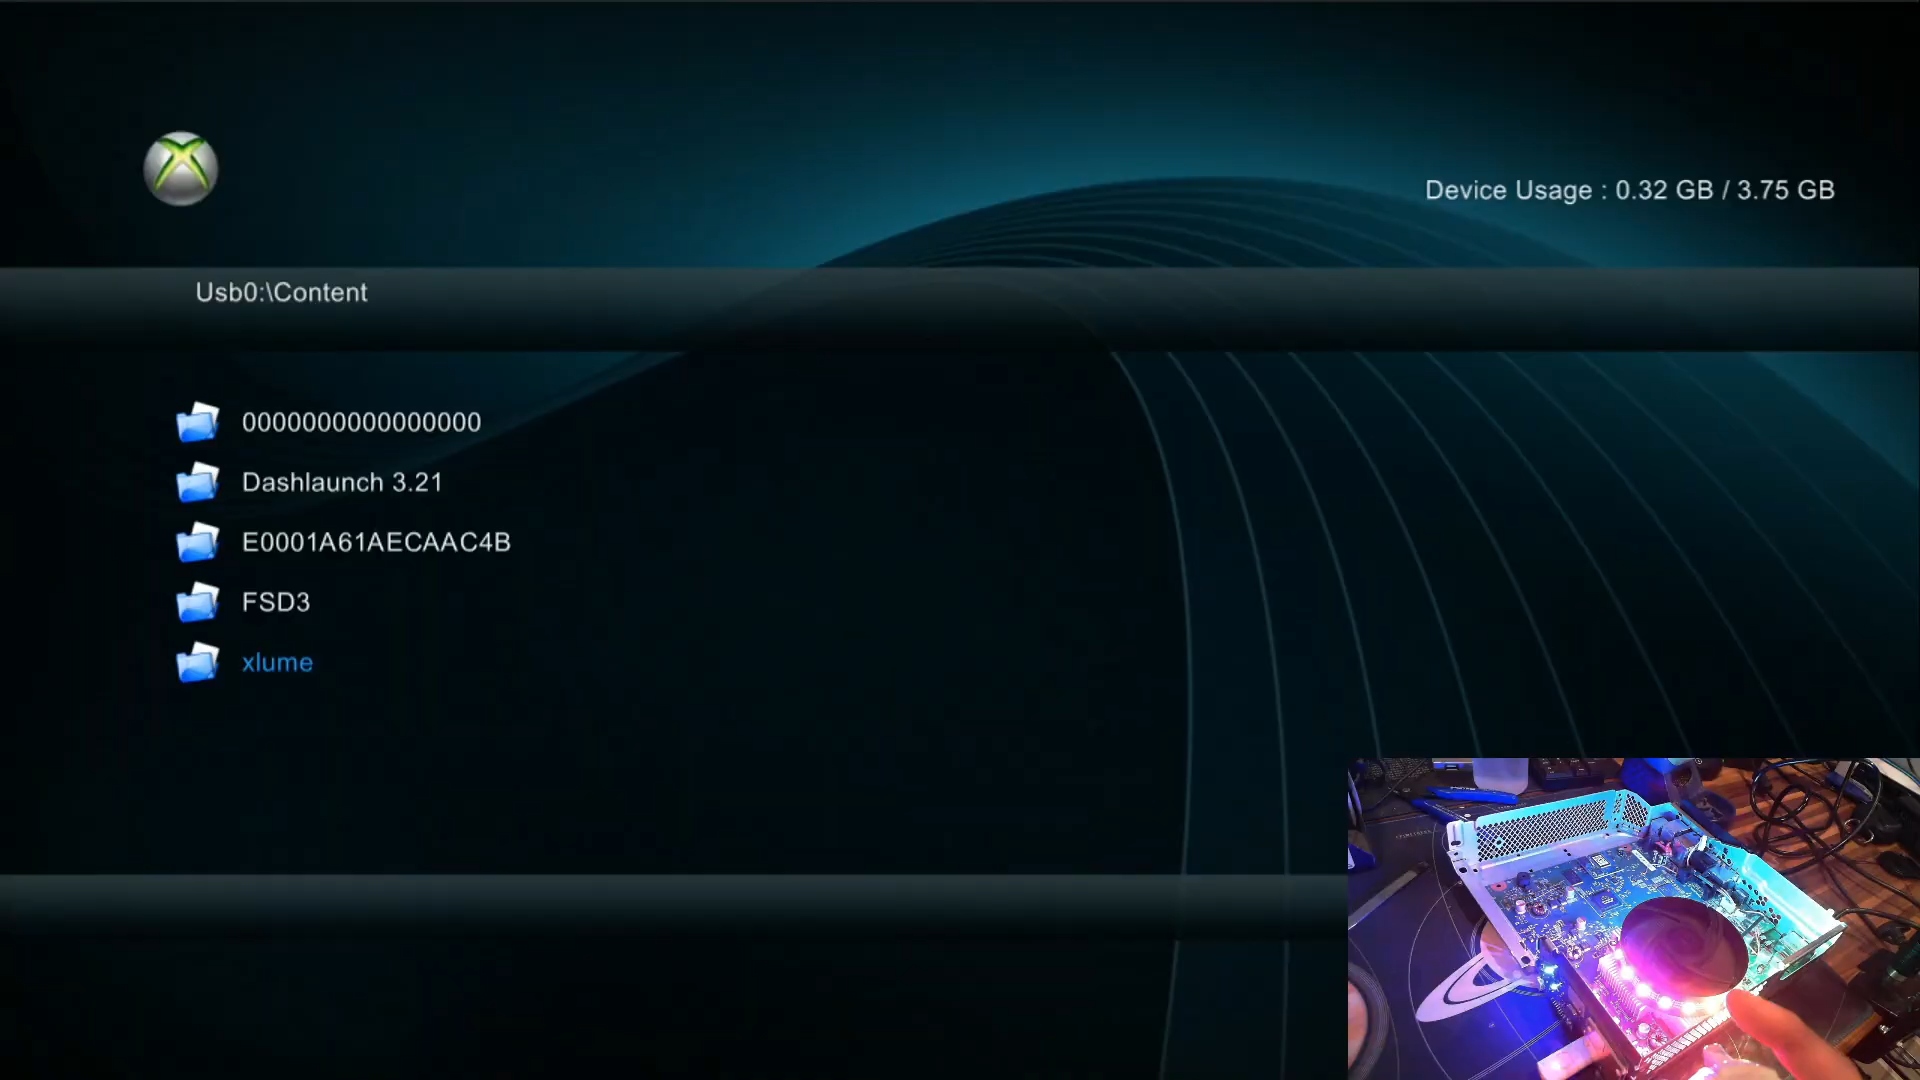 Device Usage : 0.32 GB / 3.75 GB
Usb0:\Content
0000000000000000
Dashlaunch 3.21
E0001A61AECAAC4B
FSD3
xlume